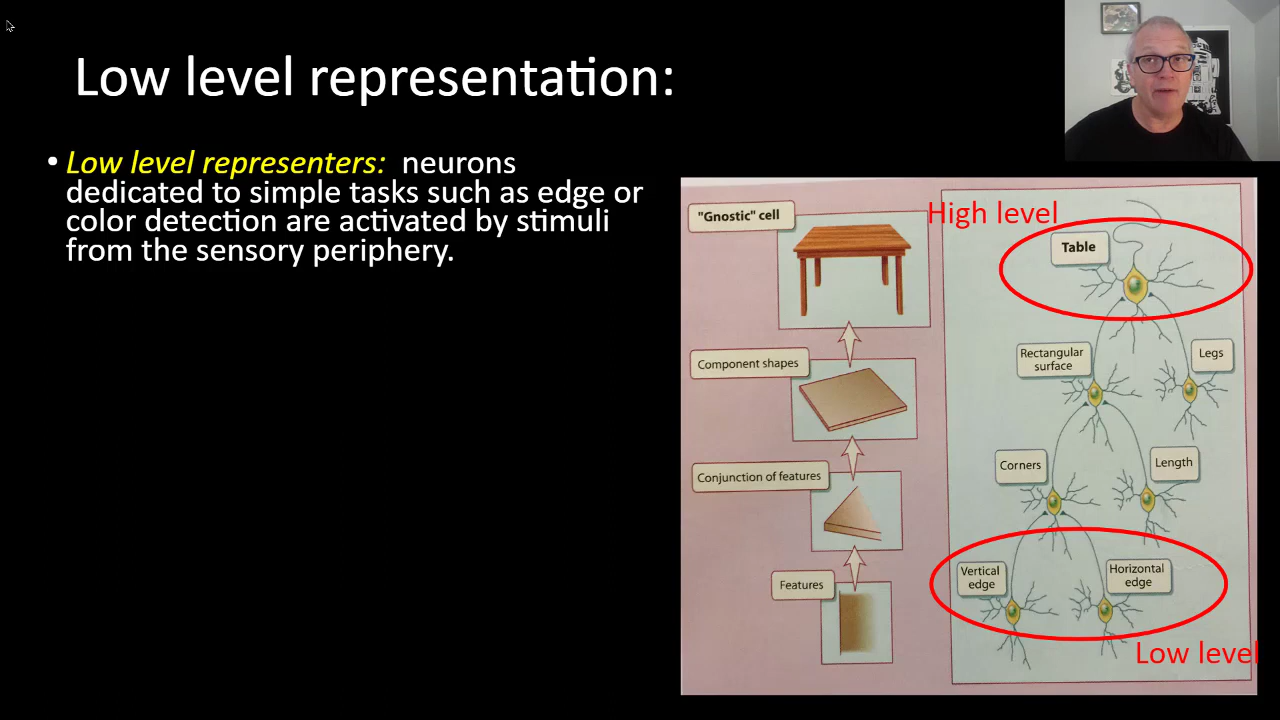 Low level representation:
• Low level representers:  neurons
dedicated to simple tasks such as edge or
color detection are activated by stimuli
from the sensory periphery.
"Gnostic" cell
High level
Table
Component shapes
Rectangular
surface
Legs
Conjunction of features
Corners
Length
Features
Vertical
edge
Horizontal
edge
Low level